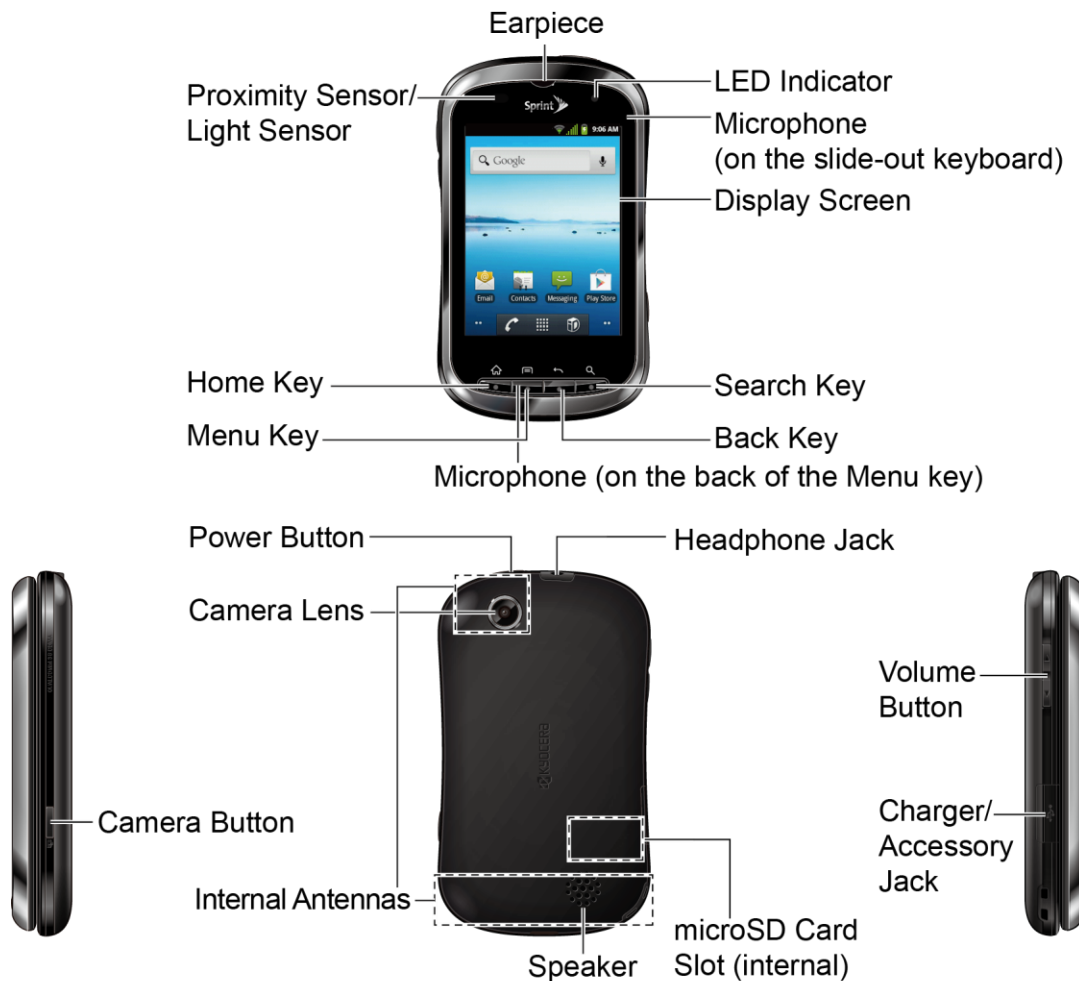 Earpiece
Proximity Sensor/
Light Sensor
LED Indicator
Microphone
(on the slide-out keyboard)
Display Screen
Sprint
9:06 AM
Google
Email
Contacts
Messaging
Play Store
Home Key
Search Key
Menu Key
Back Key
Microphone (on the back of the Menu key)
Power Button
Headphone Jack
Camera Lens
KYOCERA
Volume
Button
Camera Button
Charger/
Accessory
Jack
Internal Antennas
microSD Card
Slot (internal)
Speaker